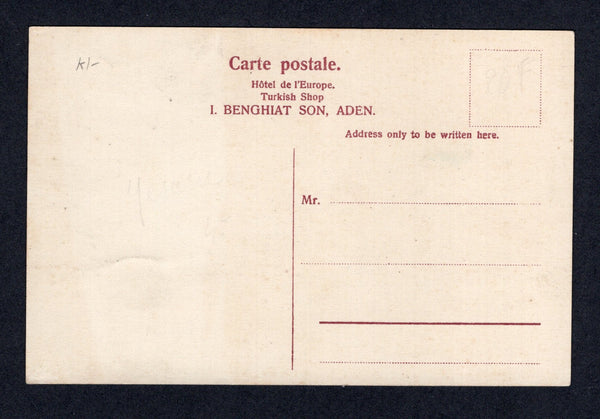 K/-
Carte postale.
Hôtel de l'Europe.
Turkish Shop
I. BENGHIAT SON, ADEN.
Address only to be written here.
Mr.